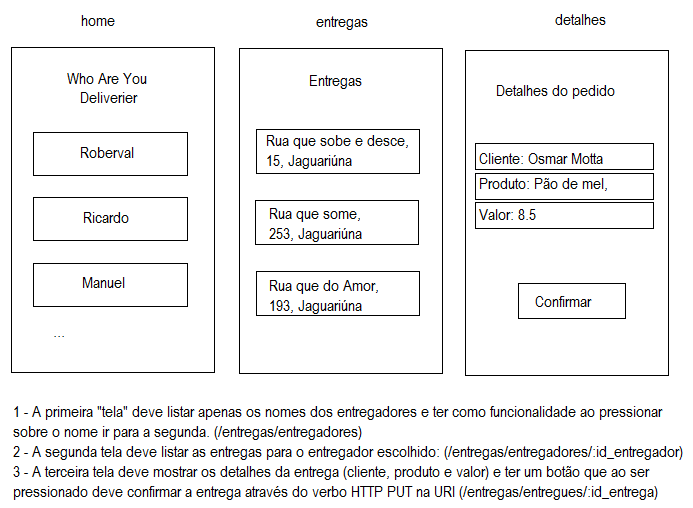 home
entregas
detalhes
Who Are You
Deliverier
Roberval
Ricardo
Manuel
...
Entregas
Rua que sobe e desce,
15, Jaguariúna
Rua que some,
253, Jaguariúna
Rua que do Amor,
193, Jaguariúna
Detalhes do pedido
Cliente: Osmar Motta
Produto: Pão de mel,
Valor: 8.5
Confirmar
1 - A primeira "tela" deve listar apenas os nomes dos entregadores e ter como funcionalidade ao pressionar
sobre o nome ir para a segunda. (/entregas/entregadores)
2 - A segunda tela deve listar as entregas para o entregador escolhido: (/entregas/entregadores/:id_entregador)
3 - A terceira tela deve mostrar os detalhes da entrega (cliente, produto e valor) e ter um botão que ao ser
pressionado deve confirmar a entrega através do verbo HTTP PUT na URI (/entregas/entregues/:id_entrega)